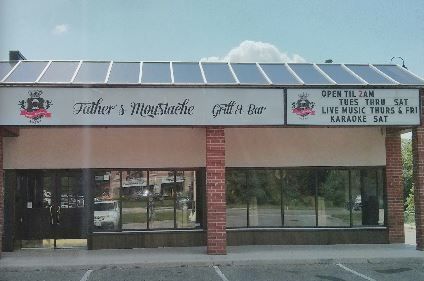 Father's Moustache Grill & Bar
OPEN TIL 2AM
TUES THRU SAT
LIVE MUSIC THURS & FRI
KARAOKE SAT